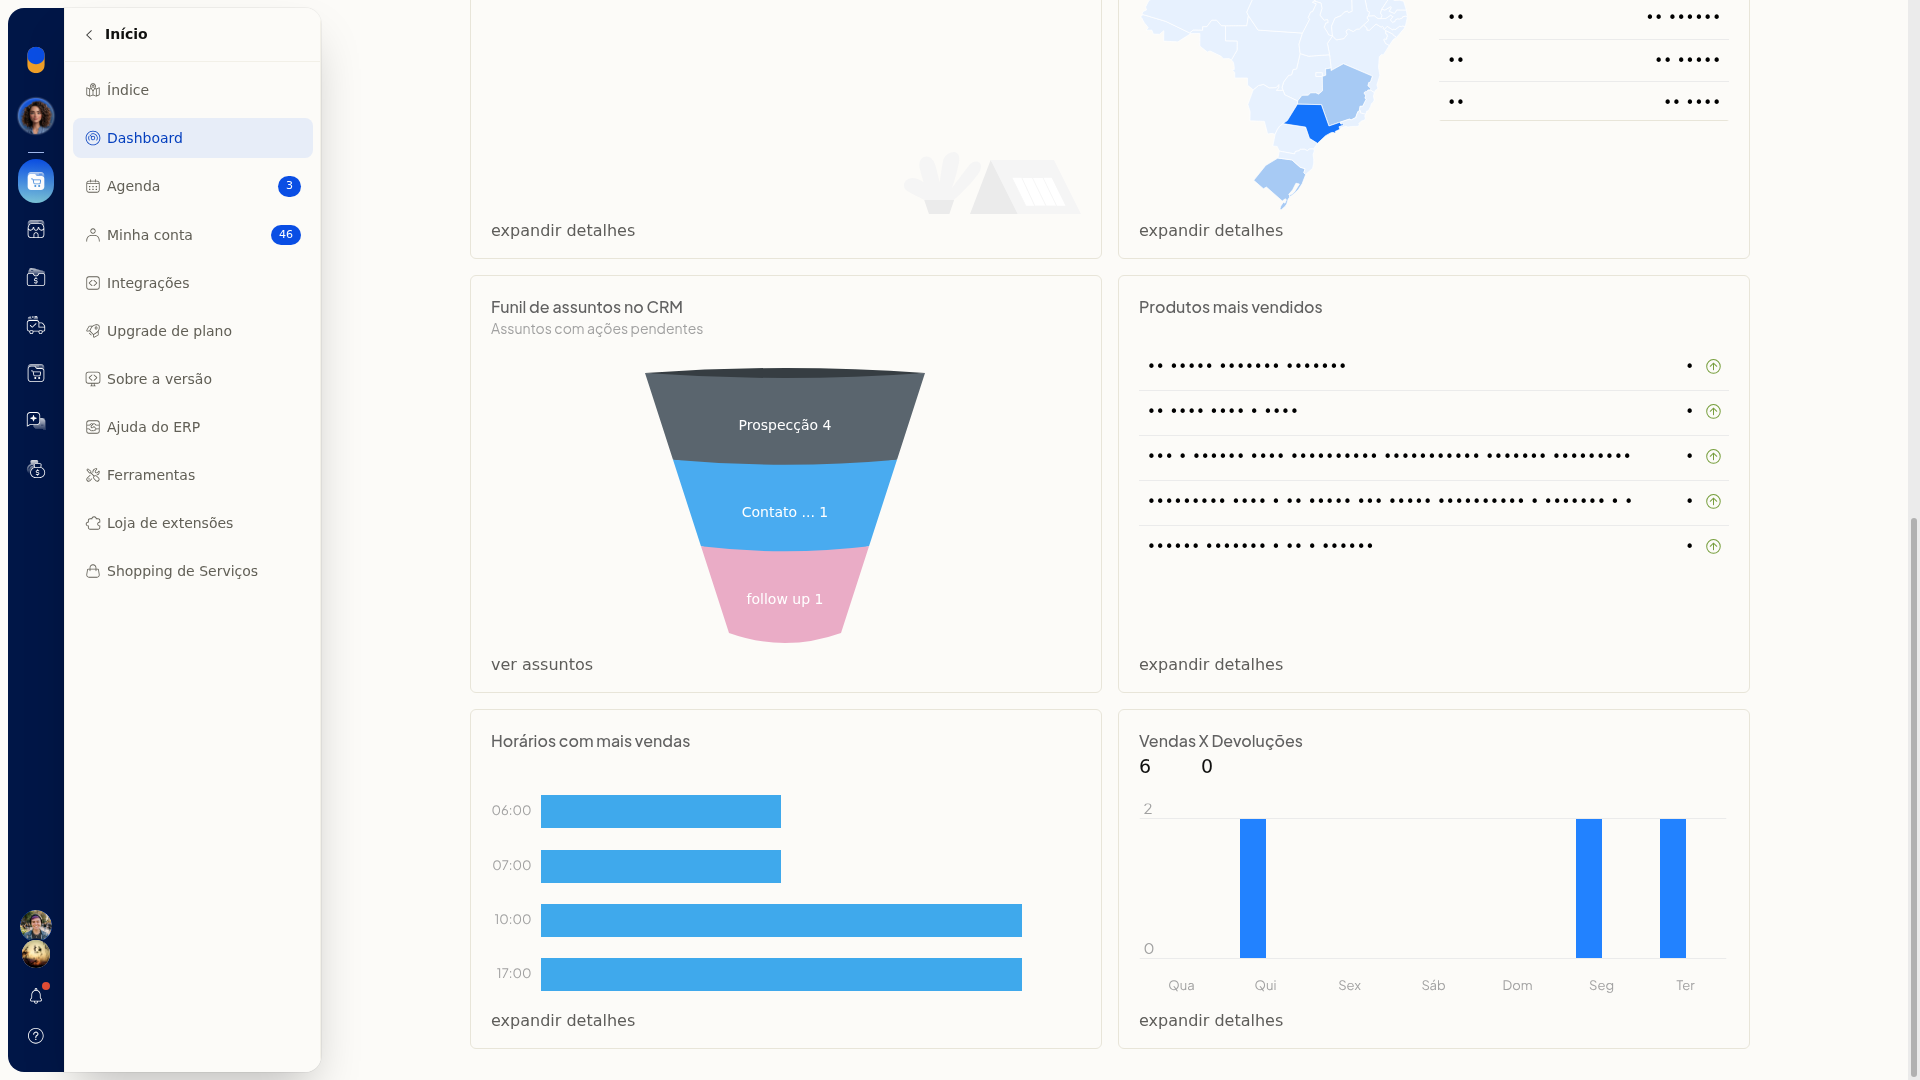 Início
Índice
Dashboard
Agenda 3
Minha conta 46
Integrações
Upgrade de plano
Sobre a versão
Ajuda do ERP
Ferramentas
Loja de extensões
Shopping de Serviços
expandir detalhes
expandir detalhes
Funil de assuntos no CRM
Assuntos com ações pendentes
Prospecção 4
Contato ... 1
follow up 1
ver assuntos
Produtos mais vendidos
expandir detalhes
Horários com mais vendas
06:00
07:00
10:00
17:00
expandir detalhes
Vendas X Devoluções
6 0
2
0
Qua Qui Sex Sáb Dom Seg Ter
expandir detalhes